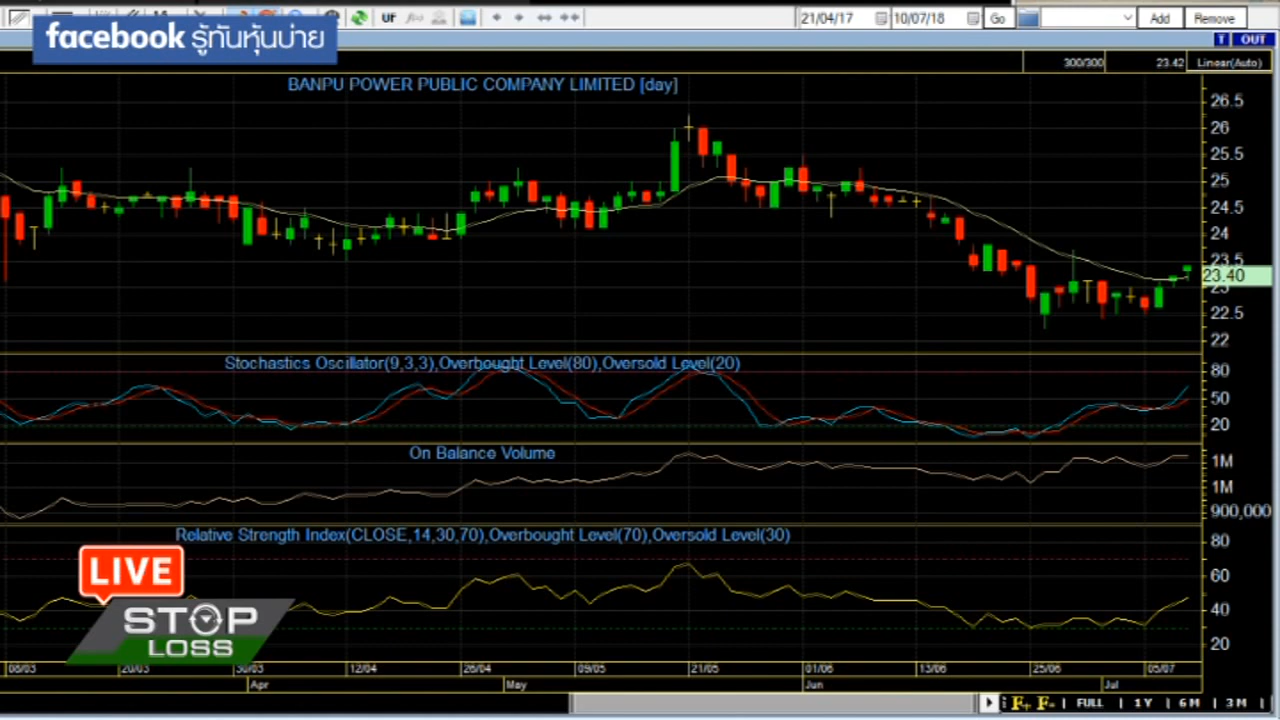 21/04/17 10/07/18 Go Add Remove
UF
facebook รู้ทันหุ้นบ่าย
T OUT
300/300 23.42 Linear(Auto)
BANPU POWER PUBLIC COMPANY LIMITED [day]
26.5
26
25.5
25
24.5
24
23.5
23.40
23
22.5
22
Stochastics Oscillator(9,3,3),Overbought Level(80),Oversold Level(20)
80
50
20
On Balance Volume
1M
1M
900,000
Relative Strength Index(CLOSE,14,30,70),Overbought Level(70),Oversold Level(30)
80
60
40
20
LIVE
STOP
LOSS
08/03 20/03 30/03 12/04 26/04 09/05 21/05 01/06 13/06 25/06 05/07
Apr May Jun Jul
F+ F- FULL 1Y 6M 3M